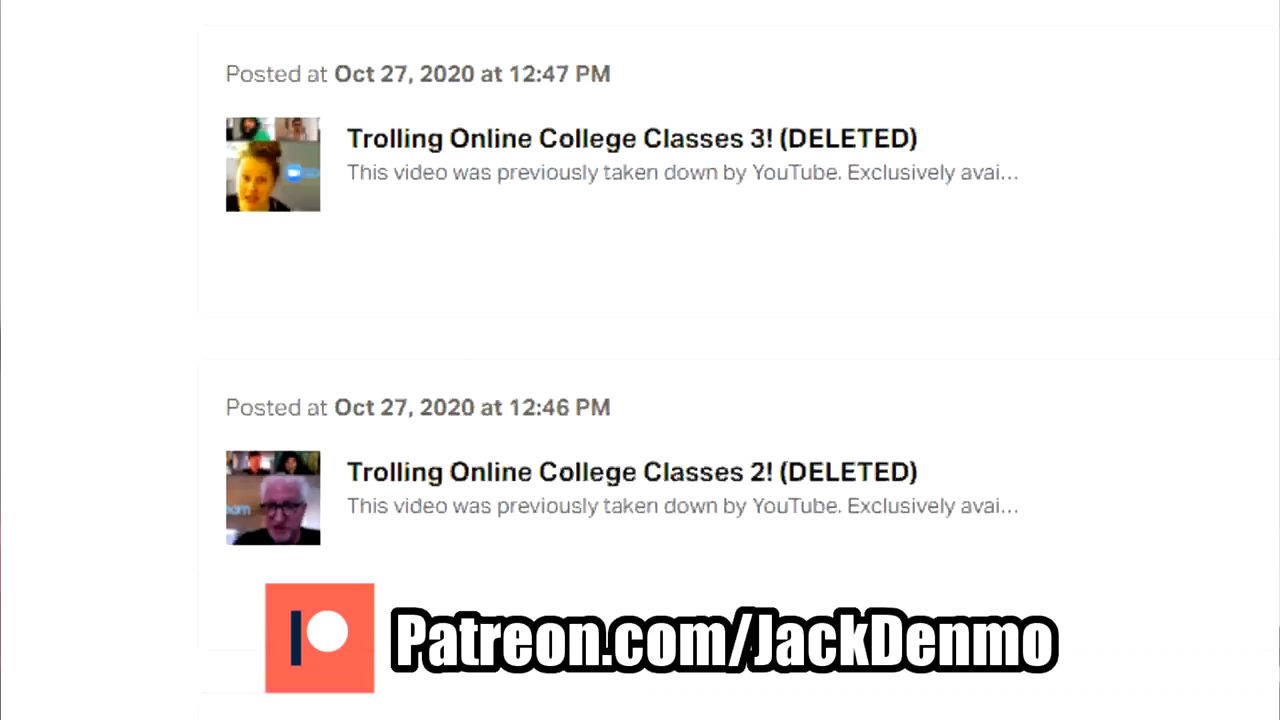 Posted at Oct 27, 2020 at 12:47 PM
Trolling Online College Classes 3! (DELETED)
This video was previously taken down by YouTube. Exclusively avai...
Posted at Oct 27, 2020 at 12:46 PM
Trolling Online College Classes 2! (DELETED)
This video was previously taken down by YouTube. Exclusively avai...
Patreon.com/JackDenmo